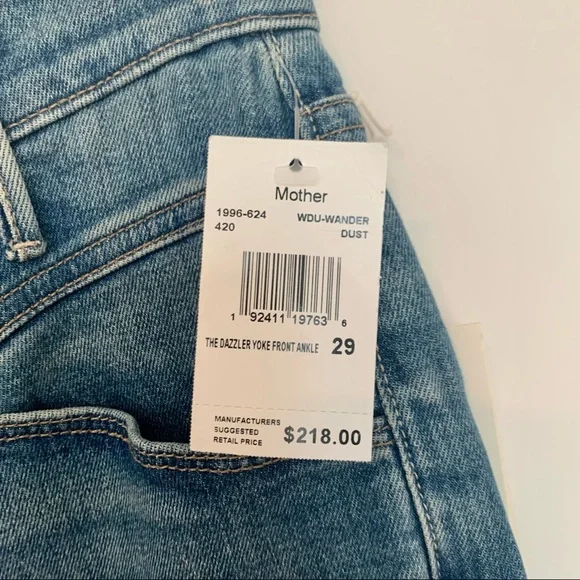 Mother
1996-624 WDU-WANDER
420 DUST
1 92411 19763 6
THE DAZZLER YOKE FRONT ANKLE 29
MANUFACTURERS
SUGGESTED
RETAIL PRICE $218.00